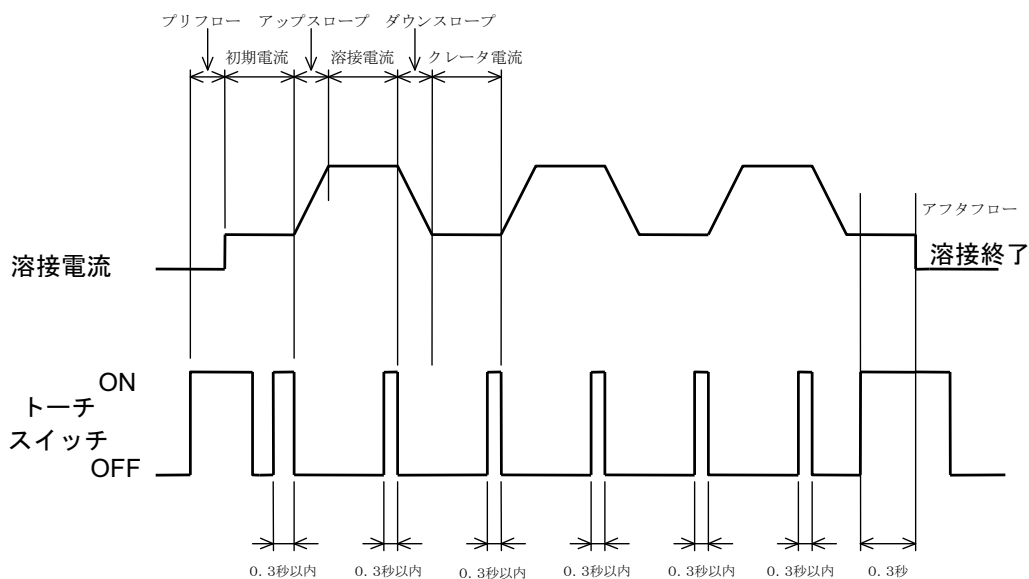 プリフロー アップスロープ ダウンスロープ
初期電流 溶接電流 クレータ電流
アフタフロー
溶接電流
溶接終了
ON
トーチ
スイッチ
OFF
0. 3秒以内 0. 3秒以内 0. 3秒以内 0. 3秒以内 0. 3秒以内 0. 3秒以内 0. 3秒